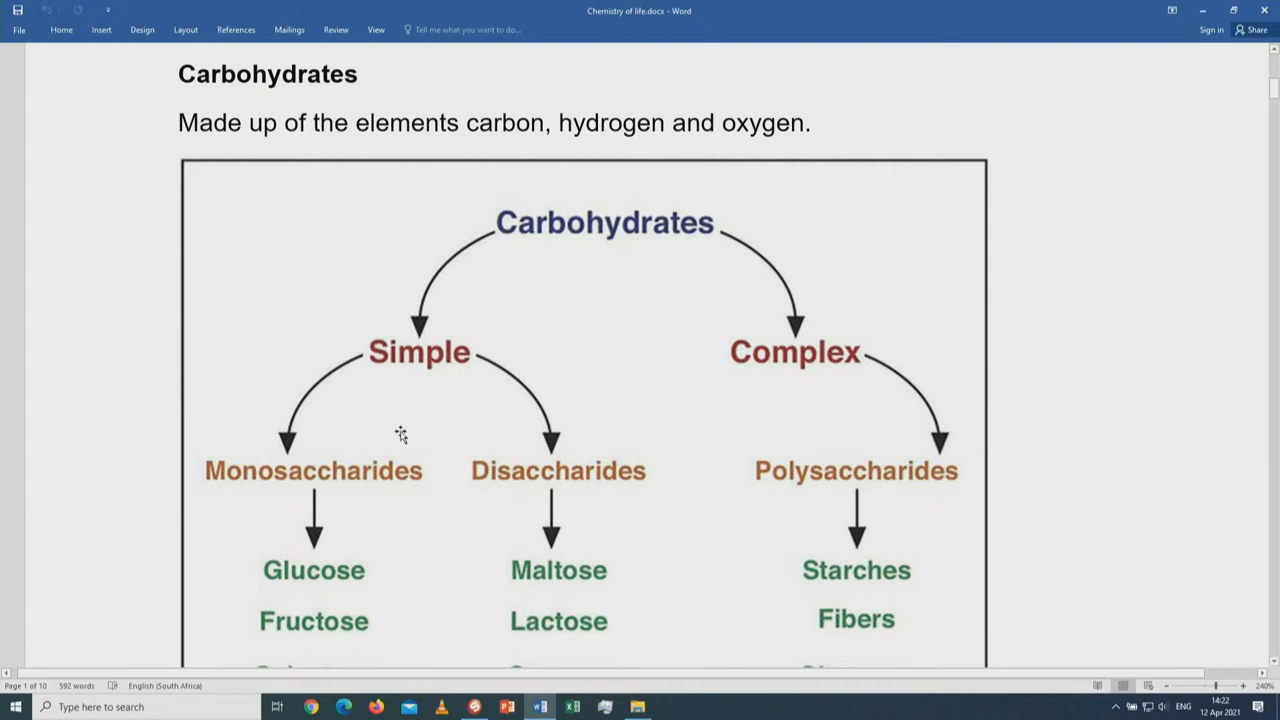 Chemistry of life.docx - Word
File Home Insert Design Layout References Mailings Review View Tell me what you want to do... Sign in Share
Carbohydrates
Made up of the elements carbon, hydrogen and oxygen.
Carbohydrates
Simple Complex
Monosaccharides Disaccharides Polysaccharides
Glucose Maltose Starches
Fructose Lactose Fibers
Page 1 of 10 592 words English (South Africa) 240%
Type here to search ENG 14:22
12 Apr 2021